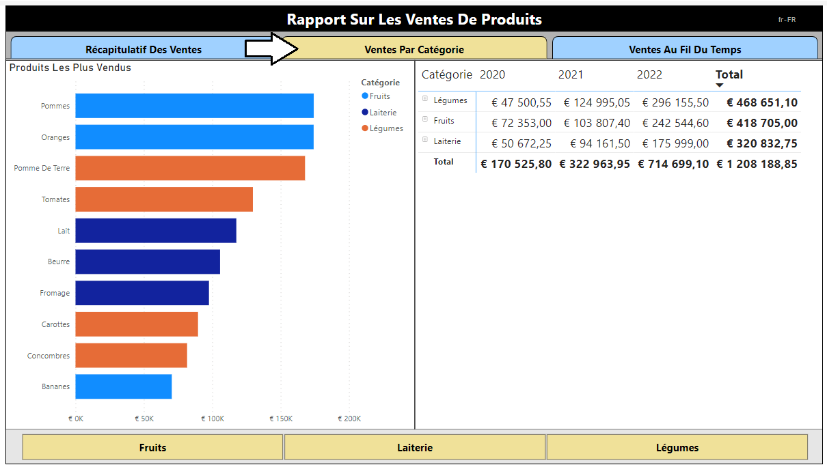 Rapport Sur Les Ventes De Produits
fr-FR
Récapitulatif Des Ventes
Ventes Par Catégorie
Ventes Au Fil Du Temps
Produits Les Plus Vendus
Catégorie
Fruits
Laiterie
Légumes
Pommes
Oranges
Pomme De Terre
Tomates
Lait
Beurre
Fromage
Carottes
Concombres
Bananes
€ 0K € 50K € 100K € 150K € 200K
Catégorie 2020 2021 2022 Total
Légumes € 47 500,55 € 124 995,05 € 296 155,50 € 468 651,10
Fruits € 72 353,00 € 103 807,40 € 242 544,60 € 418 705,00
Laiterie € 50 672,25 € 94 161,50 € 175 999,00 € 320 832,75
Total € 170 525,80 € 322 963,95 € 714 699,10 € 1 208 188,85
Fruits
Laiterie
Légumes